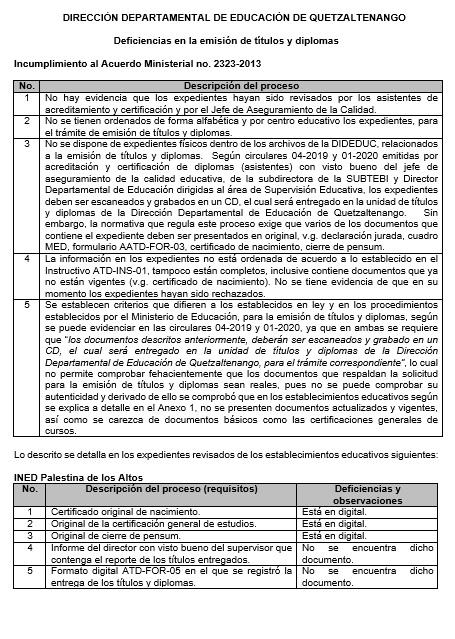 DIRECCIÓN DEPARTAMENTAL DE EDUCACIÓN DE QUETZALTENANGO
Deficiencias en la emisión de títulos y diplomas
Incumplimiento al Acuerdo Ministerial no. 2323-2013
No. Descripción del proceso
1 No hay evidencia que los expedientes hayan sido revisados por los asistentes de
acreditamiento y certificación y por el Jefe de Aseguramiento de la Calidad.
2 No se tienen ordenados de forma alfabética y por centro educativo los expedientes, para
el trámite de emisión de títulos y diplomas.
3 No se dispone de expedientes físicos dentro de los archivos de la DIDEDUC, relacionados
a la emisión de títulos y diplomas. Según circulares 04-2019 y 01-2020 emitidas por
acreditación y certificación de diplomas (asistentes) con visto bueno del jefe de
aseguramiento de la calidad educativa, de la subdirectora de la SUBTEBI y Director
Departamental de Educación dirigidas al área de Supervisión Educativa, los expedientes
deben ser escaneados y grabados en un CD, el cual será entregado en la unidad de títulos
y diplomas de la Dirección Departamental de Educación de Quetzaltenango. Sin
embargo, la normativa que regula este proceso exige que varios de los documentos que
contiene el expediente deben ser presentados en original, v.g. declaración jurada, cuadro
MED, formulario AATD-FOR-03, certificado de nacimiento, cierre de pensum.
4 La información en los expedientes no está ordenada de acuerdo a lo establecido en el
Instructivo ATD-INS-01, tampoco están completos, inclusive contiene documentos que ya
no están vigentes (v.g. certificado de nacimiento). No se tiene evidencia de que en su
momento los expedientes hayan sido rechazados.
5 Se establecen criterios que difieren a los establecidos en ley y en los procedimientos
establecidos por el Ministerio de Educación, para la emisión de títulos y diplomas, según
se puede evidenciar en las circulares 04-2019 y 01-2020, ya que en ambas se requiere
que "los documentos descritos anteriormente, deberán ser escaneados y grabado en un
CD, el cual será entregado en la unidad de títulos y diplomas de la Dirección
Departamental de Educación de Quetzaltenango, para el trámite correspondiente", lo cual
no permite comprobar fehacientemente que los documentos que respaldan la solicitud
para la emisión de títulos y diplomas sean reales, pues no se puede comprobar su
autenticidad y derivado de ello se comprobó que en los establecimientos educativos según
se explica a detalle en el Anexo 1, no se presenten documentos actualizados y vigentes,
así como se carezca de documentos básicos como las certificaciones generales de
cursos.
Lo descrito se detalla en los expedientes revisados de los establecimientos educativos siguientes:
INED Palestina de los Altos
No. Descripción del proceso (requisitos) Deficiencias y
observaciones
1 Certificado original de nacimiento. Está en digital.
2 Original de la certificación general de estudios. Está en digital.
3 Original de cierre de pensum. Está en digital.
4 Informe del director con visto bueno del supervisor que No se encuentra dicho
contenga el reporte de los títulos entregados. documento.
5 Formato digital ATD-FOR-05 en el que se registró la No se encuentra dicho
entrega de los títulos y diplomas. documento.